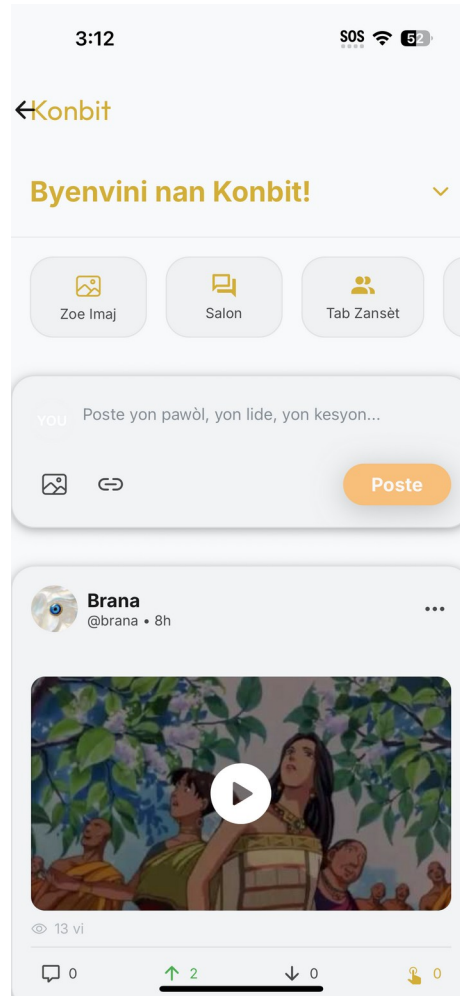 3:12
SOS
52
Konbit
Byenvini nan Konbit!
Zoe Imaj
Salon
Tab Zansèt
YOU
Poste yon pawòl, yon lide, yon kesyon...
Poste
Brana
@brana • 8h
13 vi
0
2
0
0